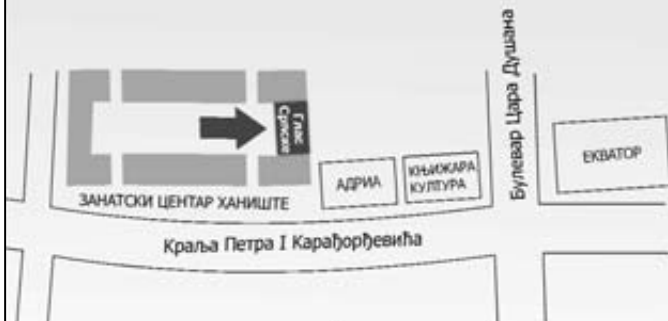 Булевар Цара Душана
Глас
Српске
АДРИА
КЊИЖАРА
КУЛТУРА
ЕКВАТОР
ЗАНАТСКИ ЦЕНТАР ХАНИШТЕ
Краља Петра I Карађорђевића